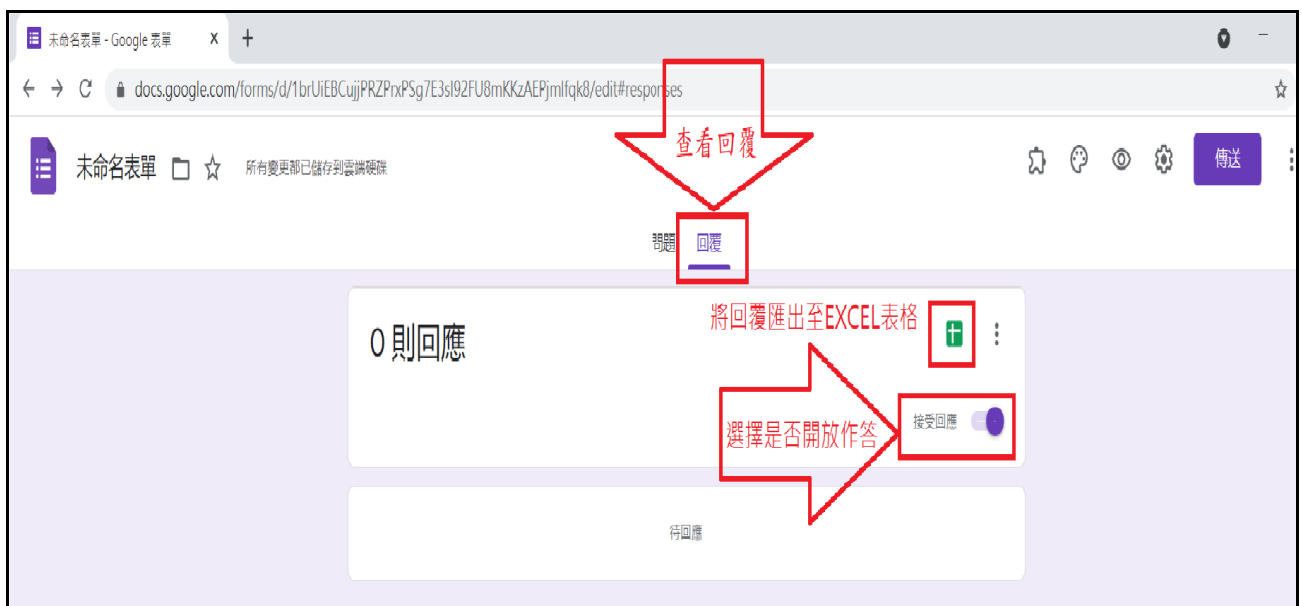 未命名表單 - Google 表單
docs.google.com/forms/d/1brUiEBCujjPRZPrxPSg7E3sI92FU8mKKzAEPjmIfqk8/edit#responses
查看回覆
未命名表單
所有變更都已儲存到雲端硬碟
傳送
問題 回覆
0 則回應
將回覆匯出至EXCEL表格
選擇是否開放作答
接受回應
待回應